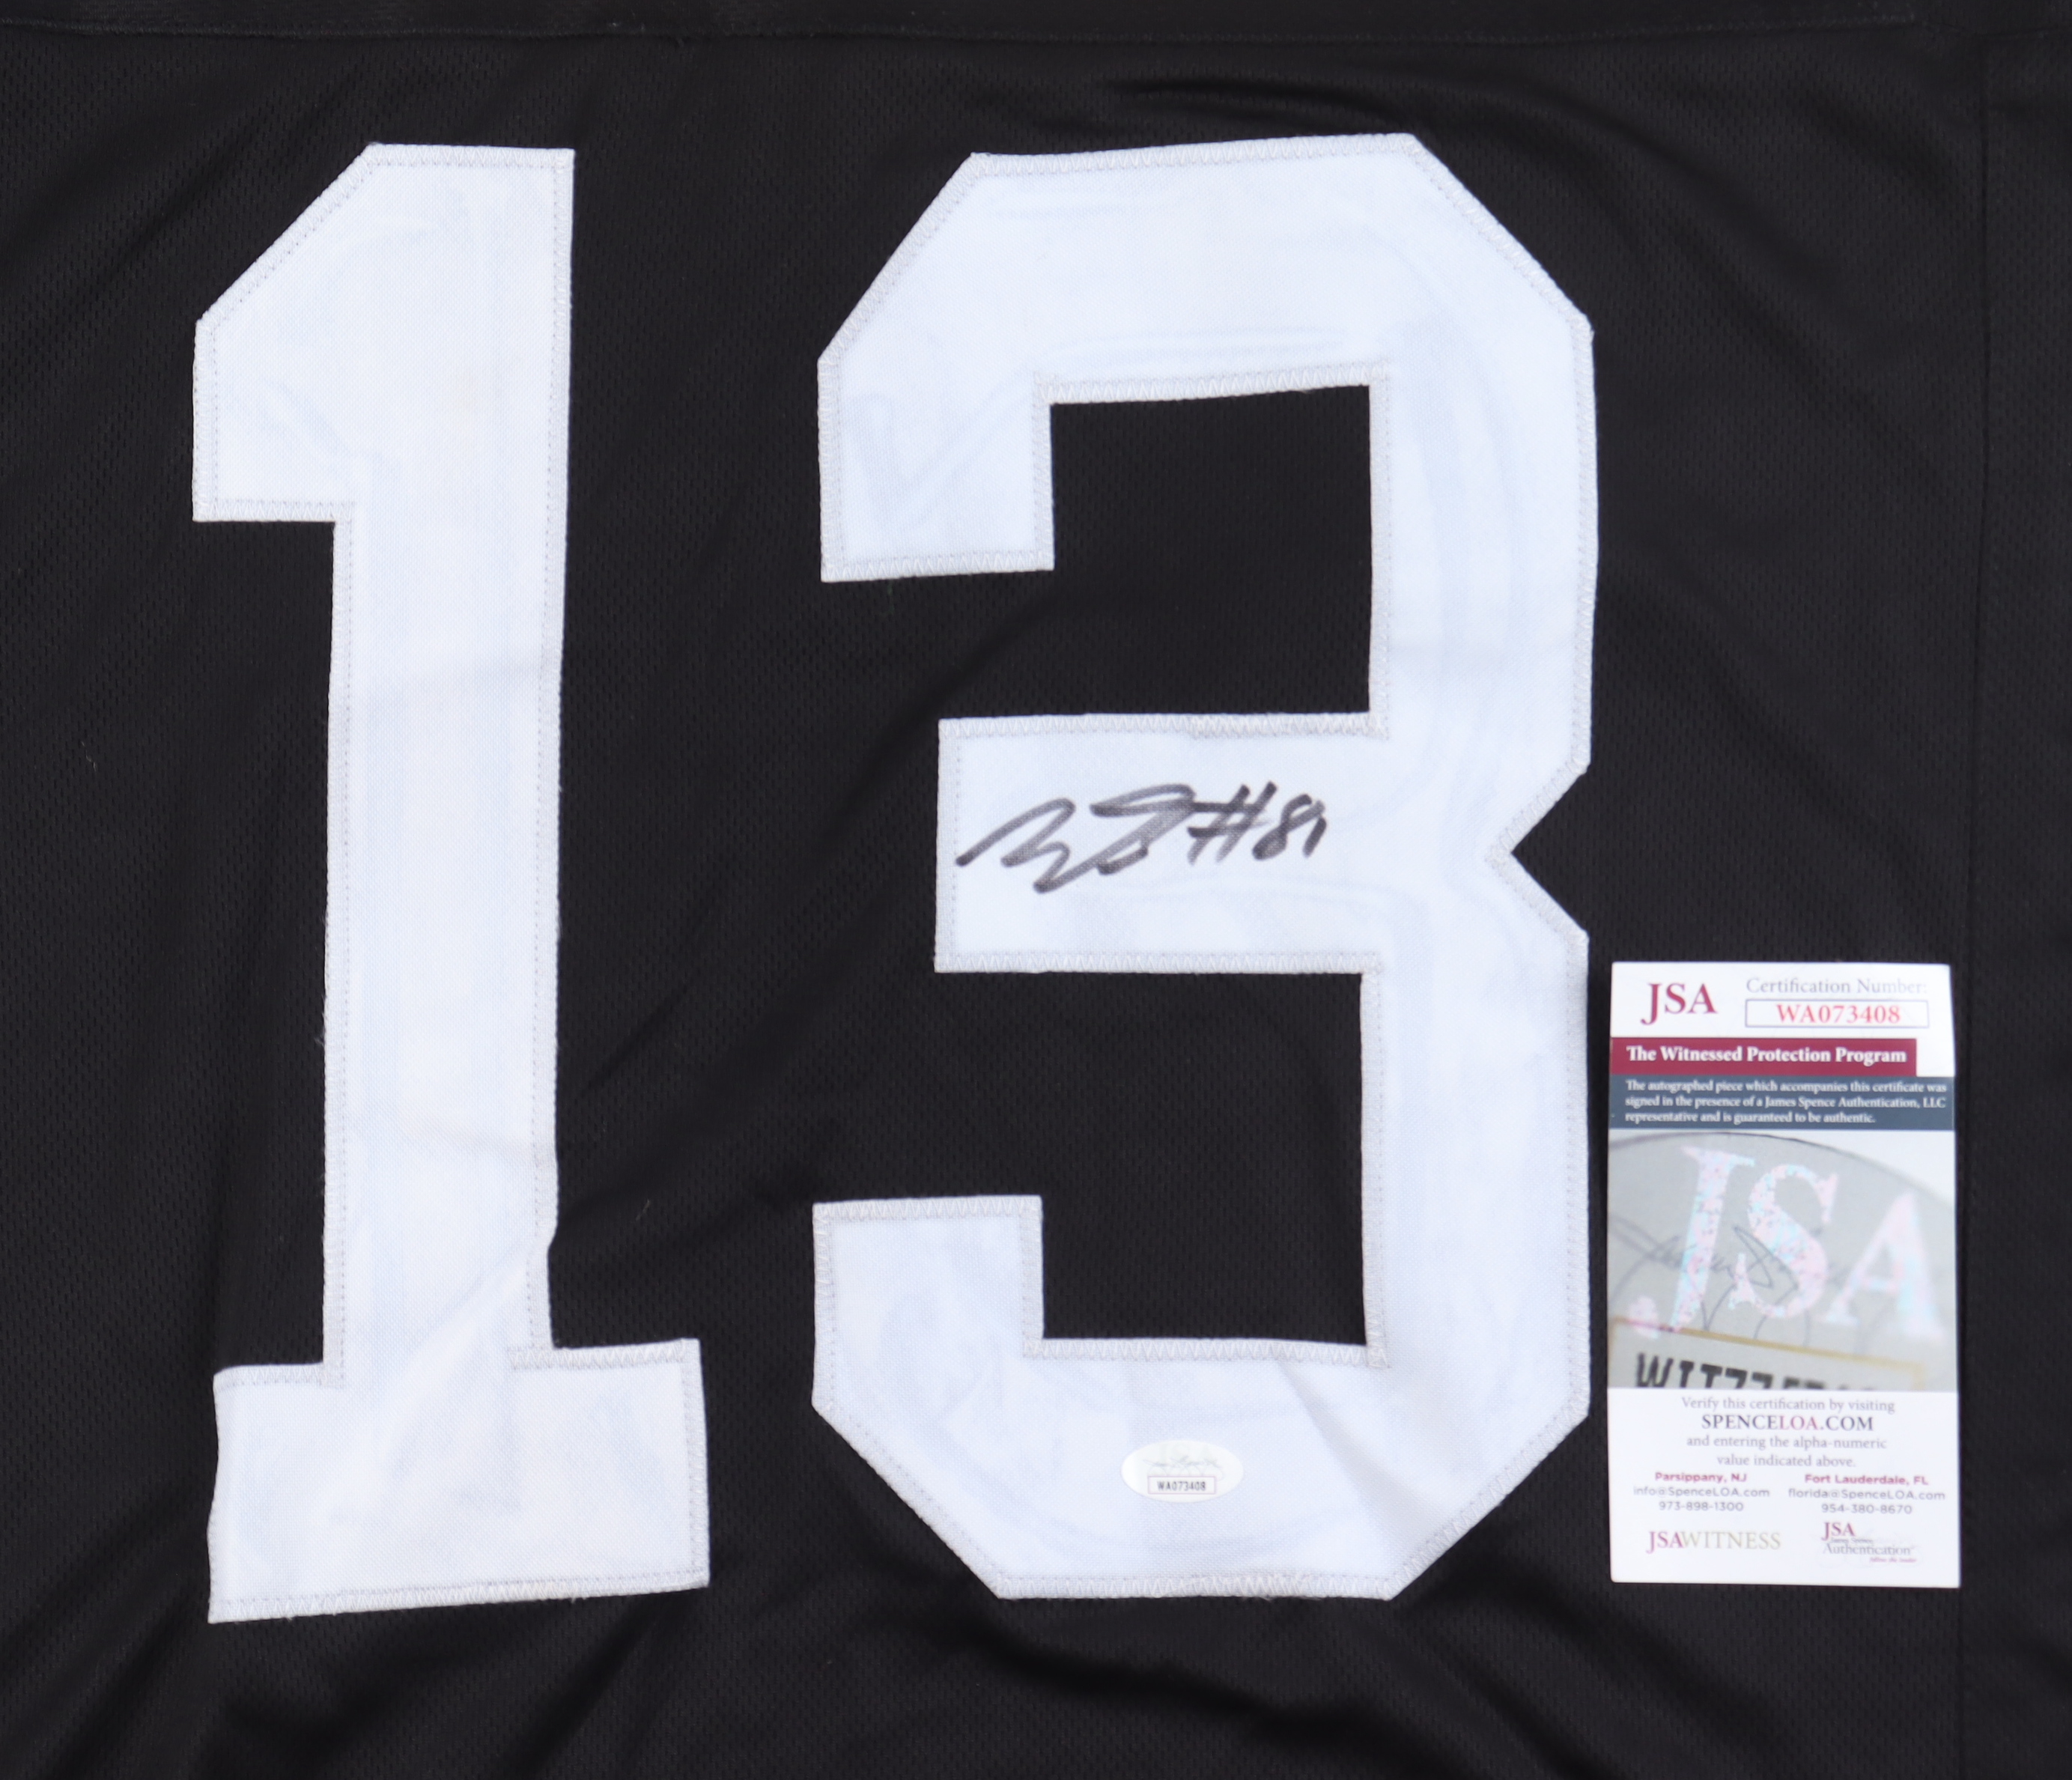 13
#81
WA073408
JSA
Certification Number:
WA073408
The Witnessed Protection Program
The autographed piece which accompanies this certificate was
signed in the presence of a James Spence Authentication, LLC
representative and is guaranteed to be authentic.
JSA
Verify this certification by visiting
SPENCELOA.COM
and entering the alpha-numeric
value indicated above.
Parsippany, NJ
info@SpenceLOA.com
973-898-1300
Fort Lauderdale, FL
florida@SpenceLOA.com
954-380-8670
JSAWITNESS
JSA
Authentication